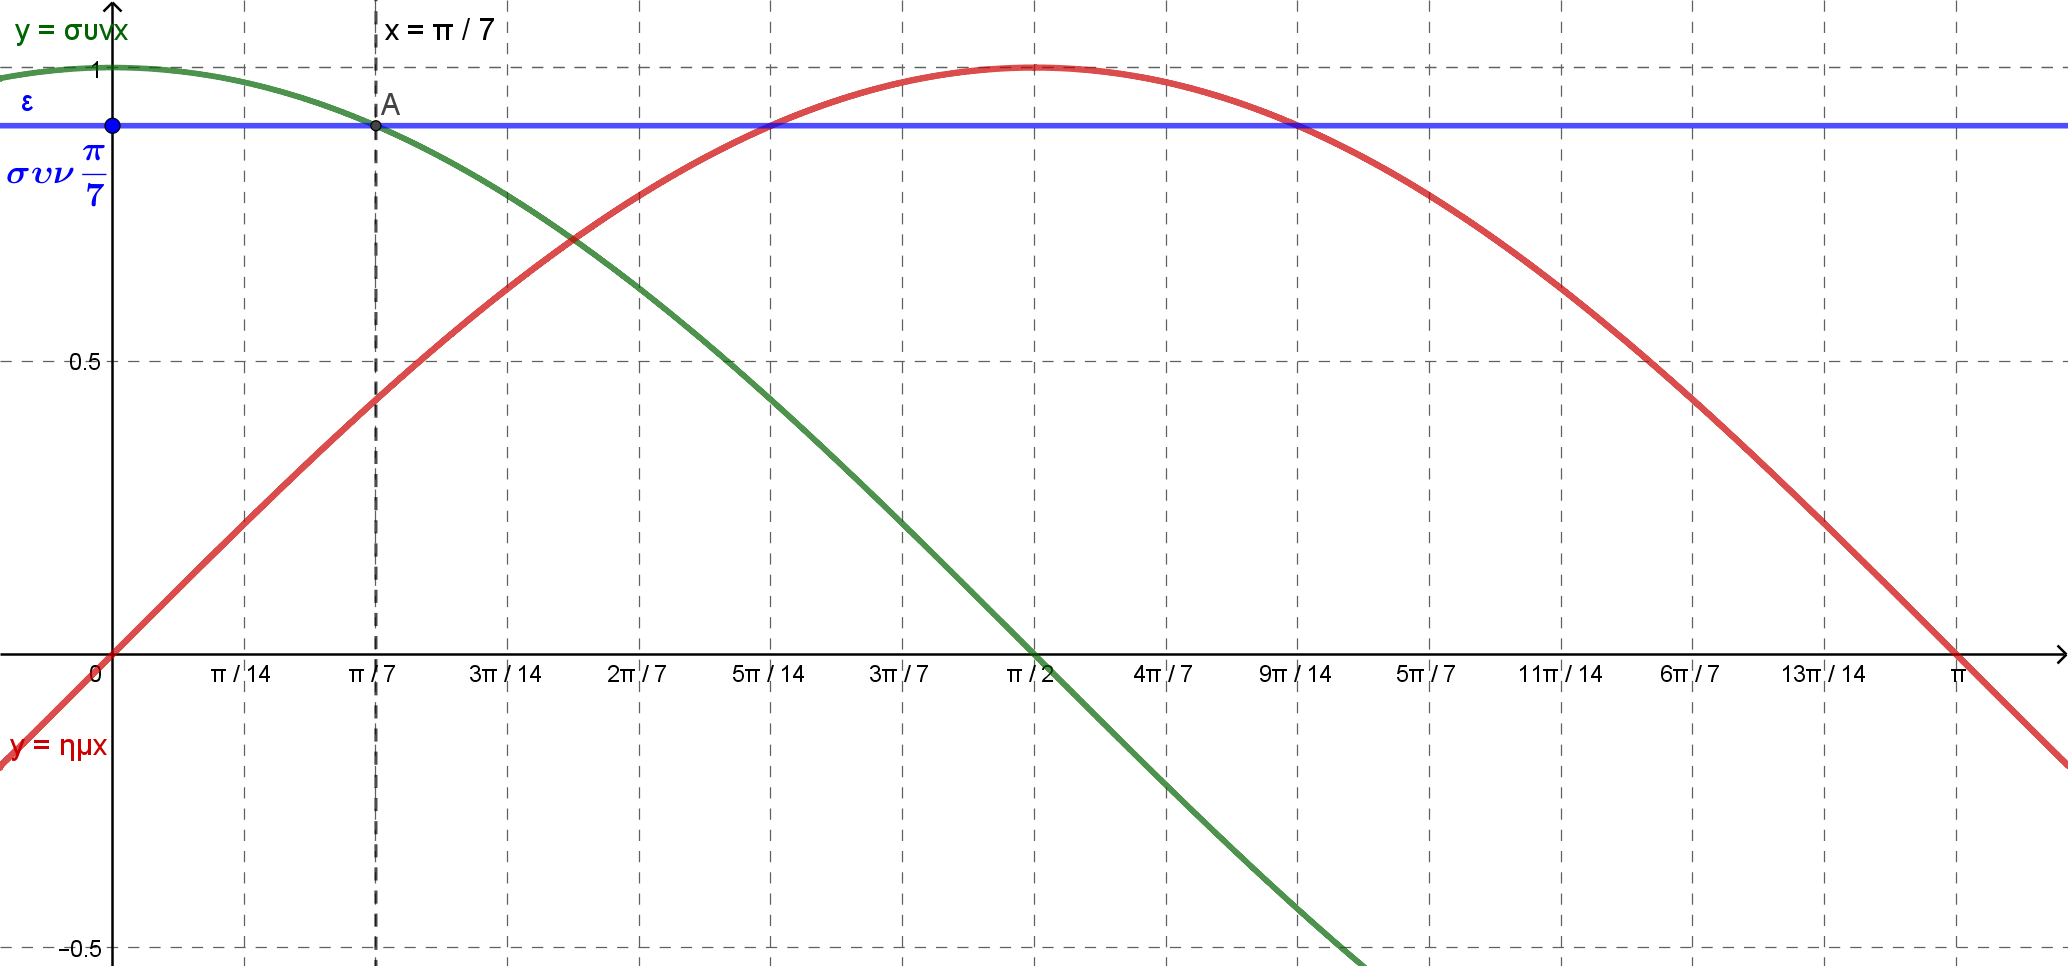 y = συνx
x = π / 7
1
ε
A
συν π/7
0.5
0
π / 14
π / 7
3π / 14
2π / 7
5π / 14
3π / 7
π / 2
4π / 7
9π / 14
5π / 7
11π / 14
6π / 7
13π / 14
π
y = ημx
−0.5